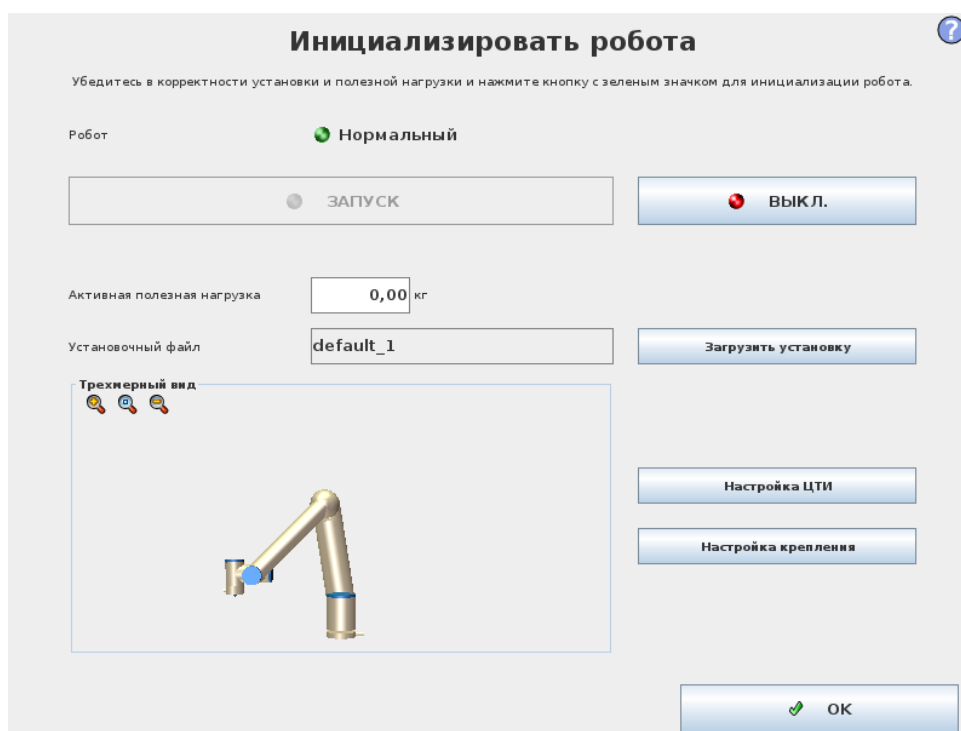 Инициализировать робота
?
Убедитесь в корректности установки и полезной нагрузки и нажмите кнопку с зеленым значком для инициализации робота.
Робот
Нормальный
ЗАПУСК
ВЫКЛ.
Активная полезная нагрузка
0,00 кг
Установочный файл
default_1
Загрузить установку
Трехмерный вид
Настройка ЦТИ
Настройка крепления
OK